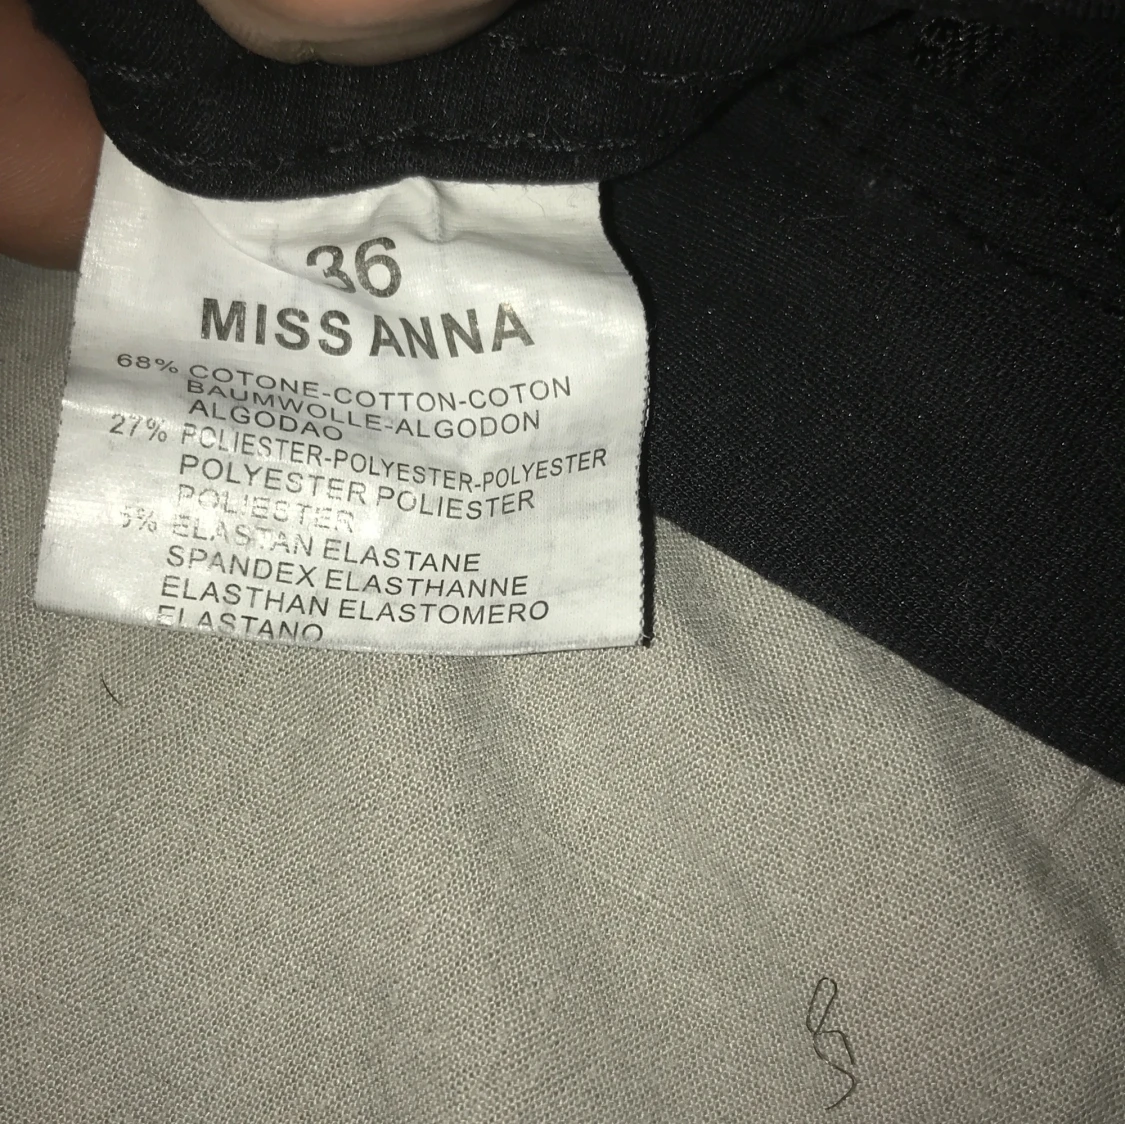 36
MISS ANNA
68% COTONE-COTTON-COTON
BAUMWOLLE-ALGODON
ALGODAO
27% POLIESTER-POLYESTER-POLYESTER
POLYESTER POLIESTER
POLIESTER
5% ELASTAN ELASTANE
SPANDEX ELASTHANNE
ELASTHAN ELASTOMERO
ELASTANO